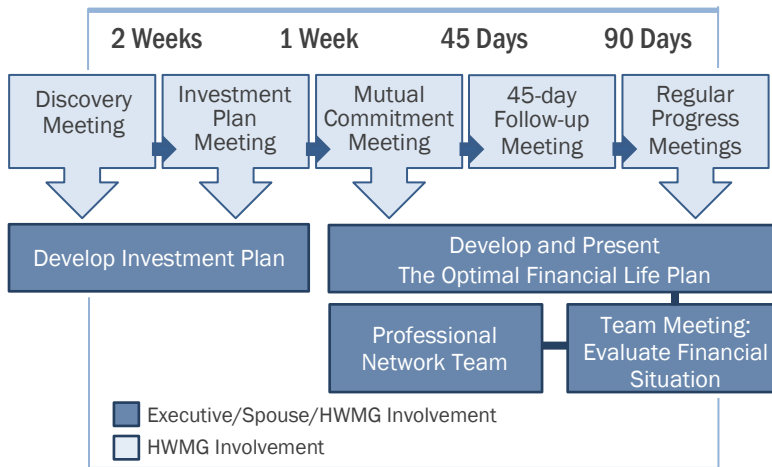 2 Weeks
1 Week
45 Days
90 Days
Discovery
Meeting
Investment
Plan
Meeting
Mutual
Commitment
Meeting
45-day
Follow-up
Meeting
Regular
Progress
Meetings
Develop Investment Plan
Develop and Present
The Optimal Financial Life Plan
Professional
Network Team
Team Meeting:
Evaluate Financial
Situation
Executive/Spouse/HWMG Involvement
HWMG Involvement